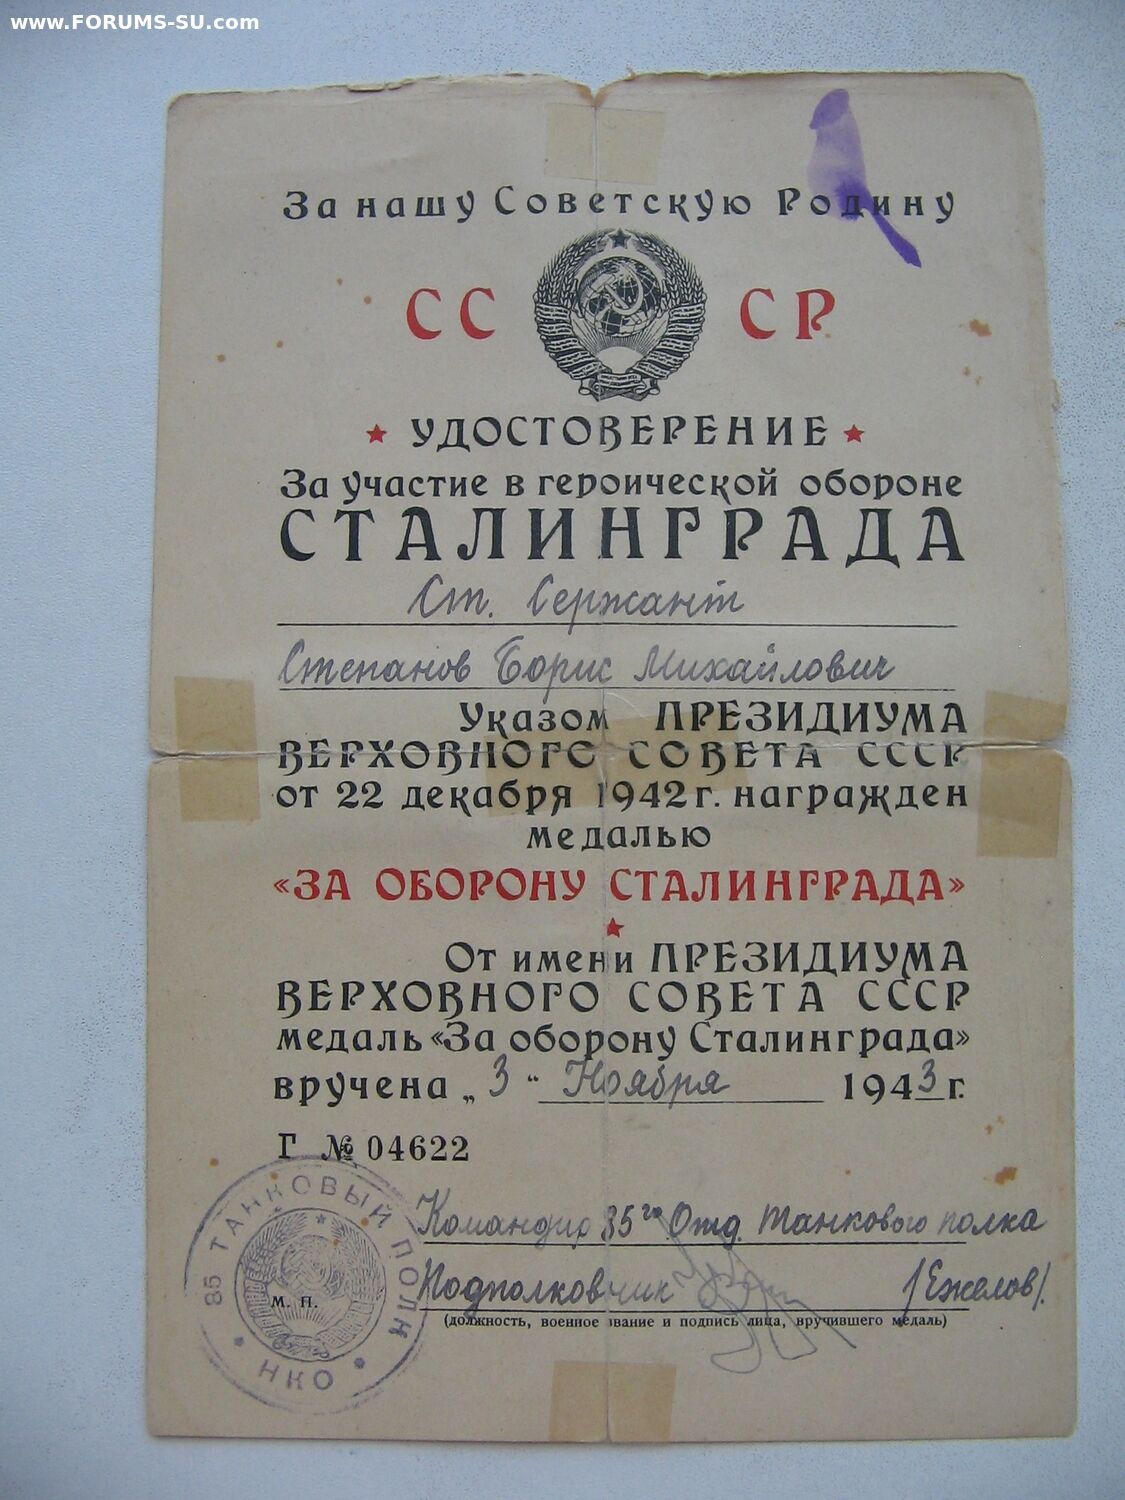 www.FORUMS-SU.com
За нашу Советскую Родину
СС СР
УДОСТОВЕРЕНИЕ
За участие в героической обороне
СТАЛИНГРАДА
Ст. Сержант
Степанов Борис Михайлович
Указом ПРЕЗИДИУМА
ВЕРХОВНОГО СОВЕТА СССР
от 22 декабря 1942 г. награжден
медалью
«ЗА ОБОРОНУ СТАЛИНГРАДА»
От имени ПРЕЗИДИУМА
ВЕРХОВНОГО СОВЕТА СССР
медаль «За оборону Сталинграда»
вручена „3“ Ноября 1943 г.
Г № 04622
Командир 85го Отд. танкового полка
Подполковник /Ежелов/.
(должность, военное звание и подпись лица, вручившего медаль)
М. П.
85 ТАНКОВЫЙ ПОЛК
НКО